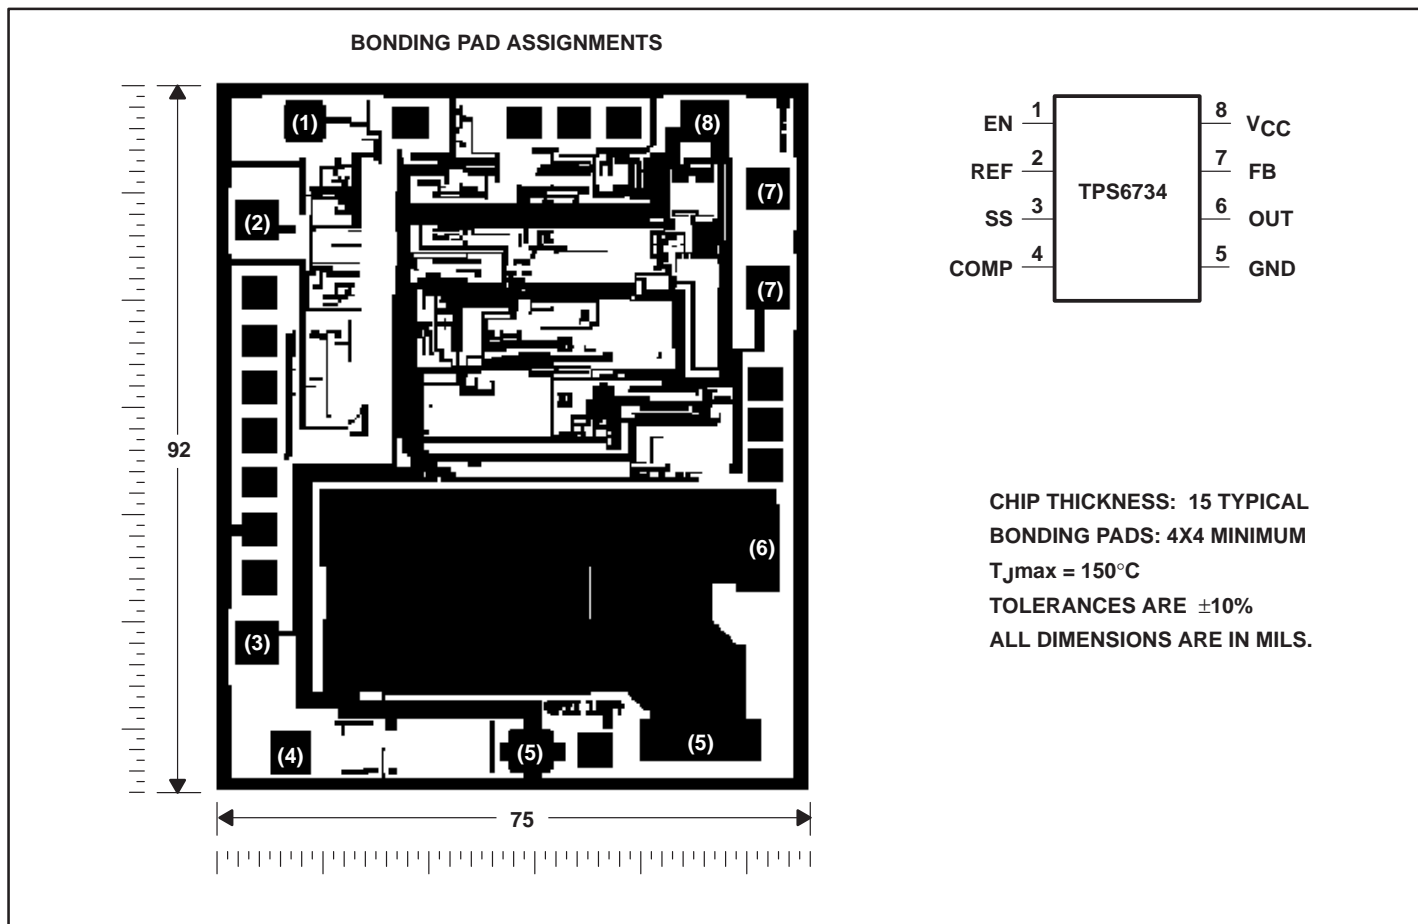 BONDING PAD ASSIGNMENTS
(1)
(8)
(7)
(2)
(7)
92
(6)
(3)
(4)
(5)
(5)
75
1
8
EN
VCC
2
7
REF
FB
TPS6734
3
6
SS
OUT
4
5
COMP
GND
CHIP THICKNESS: 15 TYPICAL
BONDING PADS: 4X4 MINIMUM
TJmax = 150°C
TOLERANCES ARE ±10%
ALL DIMENSIONS ARE IN MILS.